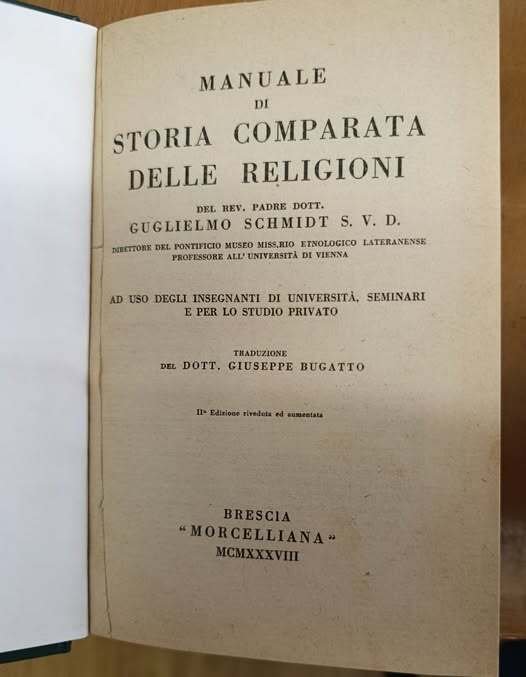 MANUALE
DI
STORIA COMPARATA
DELLE RELIGIONI
DEL REV. PADRE DOTT.
GUGLIELMO SCHMIDT S. V. D.
DIRETTORE DEL PONTIFICIO MUSEO MISS.RIO ETNOLOGICO LATERANENSE
PROFESSORE ALL'UNIVERSITÀ DI VIENNA
AD USO DEGLI INSEGNANTI DI UNIVERSITÀ, SEMINARI
E PER LO STUDIO PRIVATO
TRADUZIONE
DEL DOTT. GIUSEPPE BUGATTO
IIª Edizione riveduta ed aumentata
BRESCIA
"MORCELLIANA"
MCMXXXVIII